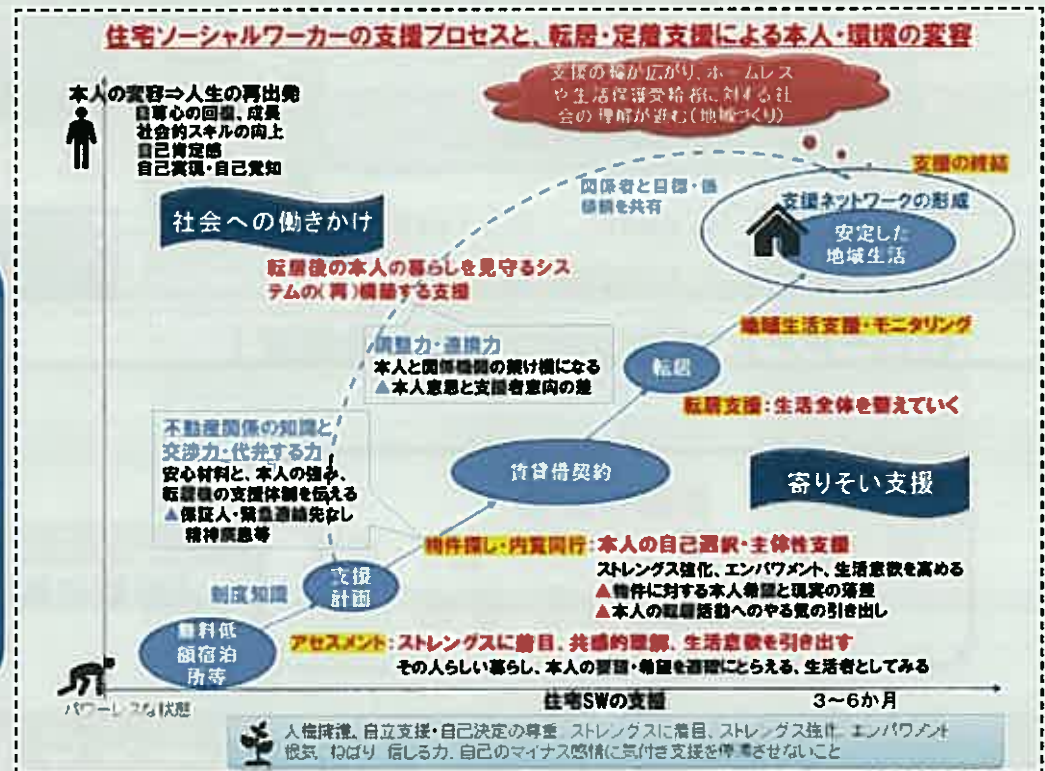 住宅ソーシャルワーカーの支援プロセスと、転居・定着支援による本人・環境の変容
本人の変容⇒人生の再出発
自尊心の回復、成長
社会的スキルの向上
自己肯定感
自己実現・自己覚知
支援の輪が広がり、ホームレス
や生活保護受給者に対する社
会の理解が進む(地域づくり)
支援の終結
社会への働きかけ
関係者と目標・価
値観を共有
支援ネットワークの形成
安定した
地域生活
転居後の本人の暮らしを見守るシス
テムの(再)構築する支援
地域生活支援・モニタリング
調整力・連携力
本人と関係機関の架け橋になる
▲本人意思と支援者意向の差
転居
転居支援：生活全体を整えていく
不動産関係の知識と
交渉力・代弁する力
安心材料と、本人の強み、
転居後の支援体制を伝える
▲保証人・緊急連絡先なし
精神疾患等
賃貸借契約
寄りそい支援
物件探し・内覧同行：本人の自己選択・主体性支援
ストレングス強化、エンパワメント、生活意欲を高める
▲物件に対する本人希望と現実の落差
▲本人の転居活動へのやる気の引き出し
制度知識
支援
計画
無料低
額宿泊
所等
アセスメント：ストレングスに着目、共感的理解、生活意欲を引き出す
その人らしい暮らし、本人の要望・希望を適確にとらえる、生活者としてみる
パワーレスな状態
住宅SWの支援
3～6か月
人権擁護、自立支援・自己決定の尊重、ストレングスに着目、ストレングス強化、エンパワメント
根気、ねばり、信じる力、自己のマイナス感情に気付き支援を停滞させないこと